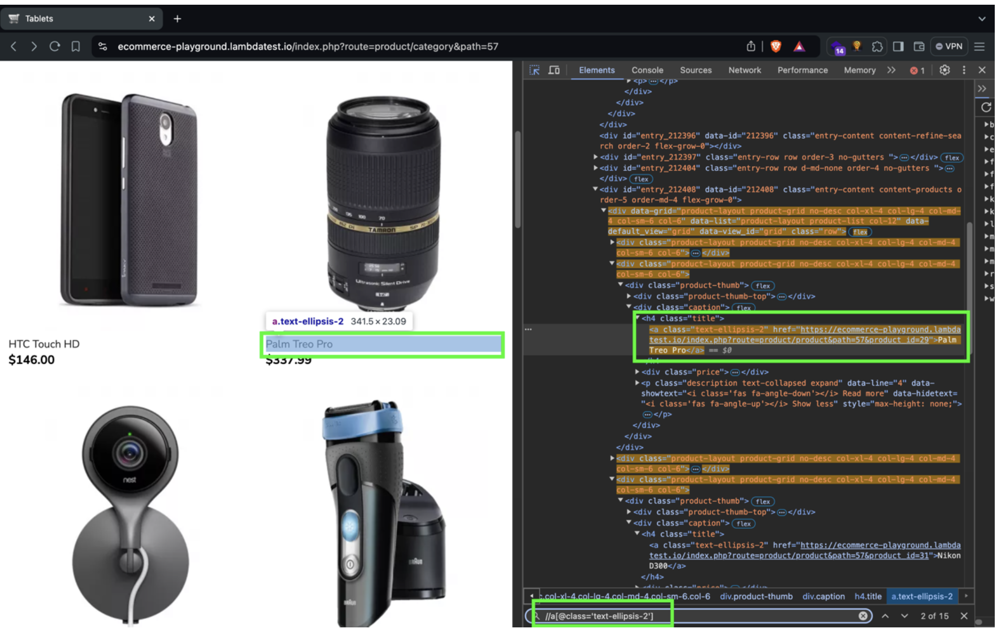 Tablets
ecommerce-playground.lambdatest.io/index.php?route=product/category&path=57
14
VPN
Elements Console Sources Network Performance Memory 1
TAMRON
Ultrasonic Silent Drive
a.text-ellipsis-2 341.5 × 23.09
HTC Touch HD
$146.00
Palm Treo Pro
$337.99
nest
BRAUN
BRAUN
<p></p>
</div>
</div>
</div>
</div>
<div id="entry_212396" data-id="212396" class="entry-content content-refine-sea
rch order-2 flex-grow-0"></div>
<div id="entry_212397" class="entry-row row order-3 no-gutters "></div> flex
<div id="entry_212404" class="entry-row row d-md-none order-4 no-gutters ">
</div> flex
<div id="entry_212408" data-id="212408" class="entry-content content-products o
rder-5 order-md-4 flex-grow-0">
<div data-grid="product-layout product-grid no-desc col-xl-4 col-lg-4 col-md-
4 col-sm-6 col-6" data-list="product-layout product-list col-12" data-
default_view="grid" data-view_id="grid" class="row"> flex
<div class="product-layout product-grid no-desc col-xl-4 col-lg-4 col-md-4
col-sm-6 col-6"></div>
<div class="product-layout product-grid no-desc col-xl-4 col-lg-4 col-md-4
col-sm-6 col-6">
<div class="product-thumb"> flex
<div class="product-thumb-top"></div>
<div class="caption"> flex
<h4 class="title">
<a class="text-ellipsis-2" href="https://ecommerce-playground.lambda
test.io/index.php?route=product/product&path=57&product_id=29">Palm
Treo Pro</a> == $0
</h4>
<div class="price"></div>
<p class="description text-collapsed expand" data-line="4" data-
showtext="<i class='fas fa-angle-down'></i> Read more" data-hidetext=
"<i class='fas fa-angle-up'></i> Show less" style="max-height: none;">
</p>
</div>
</div>
</div>
<div class="product-layout product-grid no-desc col-xl-4 col-lg-4 col-md-4
col-sm-6 col-6"></div>
<div class="product-layout product-grid no-desc col-xl-4 col-lg-4 col-md-4
col-sm-6 col-6">
<div class="product-thumb"> flex
<div class="product-thumb-top"></div>
<div class="caption"> flex
<h4 class="title">
<a class="text-ellipsis-2" href="https://ecommerce-playground.lambda
test.io/index.php?route=product/product&path=57&product_id=31">Nikon
D300</a>
</h4>
<div class="price"></div>
c.col-xl-4.col-lg-4.col-md-4.col-sm-6.col-6 div.product-thumb div.caption h4.title a.text-ellipsis-2
//a[@class='text-ellipsis-2'] 2 of 15
b
c
e
f
f
f
k
k
l
m
m
m
r
s
w